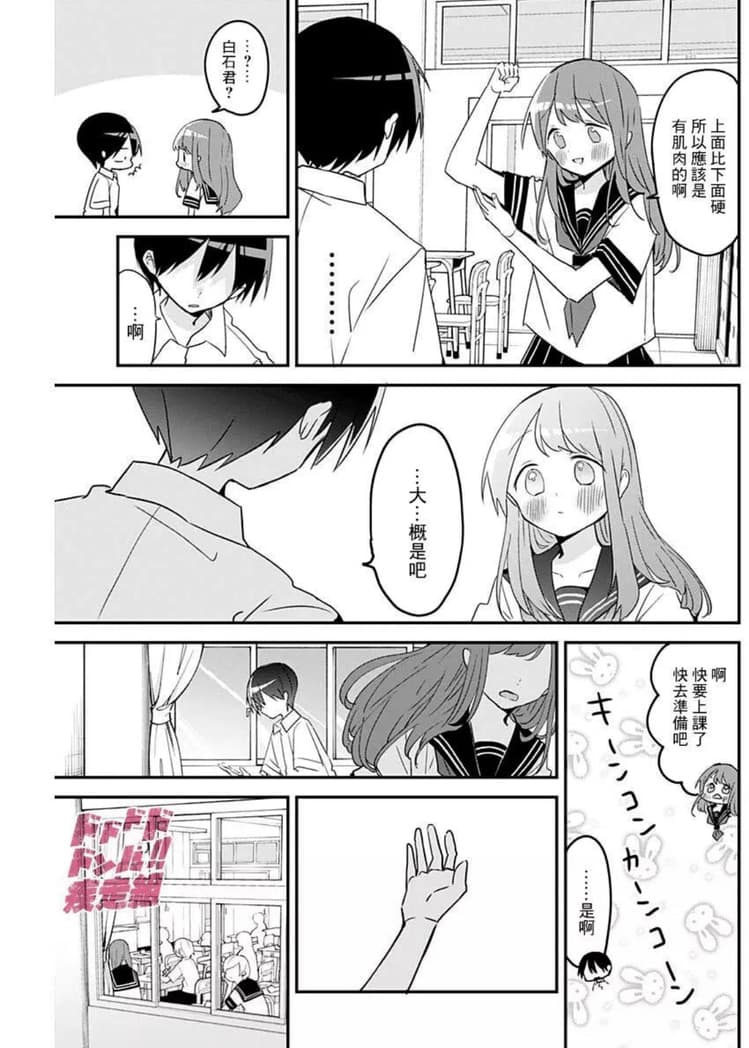 上面比下面硬
所以應該是
有肌肉的啊
………
…?…?
白石君?
……啊
……大…概是吧
啊
快要上課了
快去準備吧
キーンコンカーンコーン
……是啊
ドドドド
ドンパ!!